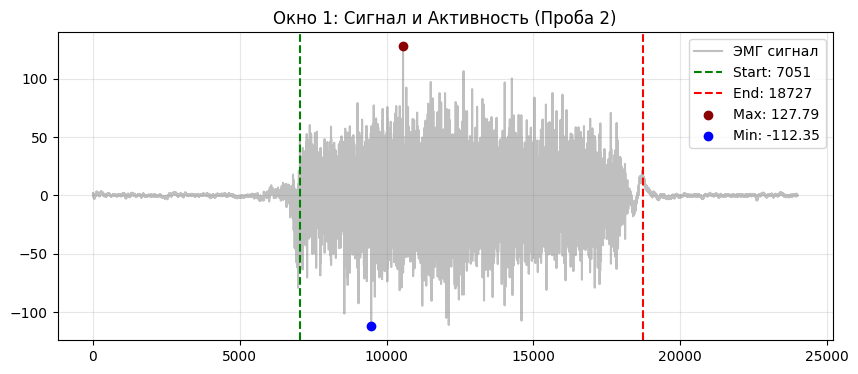 Окно 1: Сигнал и Активность (Проба 2)
ЭМГ сигнал
Start: 7051
End: 18727
Max: 127.79
Min: -112.35
100
50
0
−50
−100
0 5000 10000 15000 20000 25000